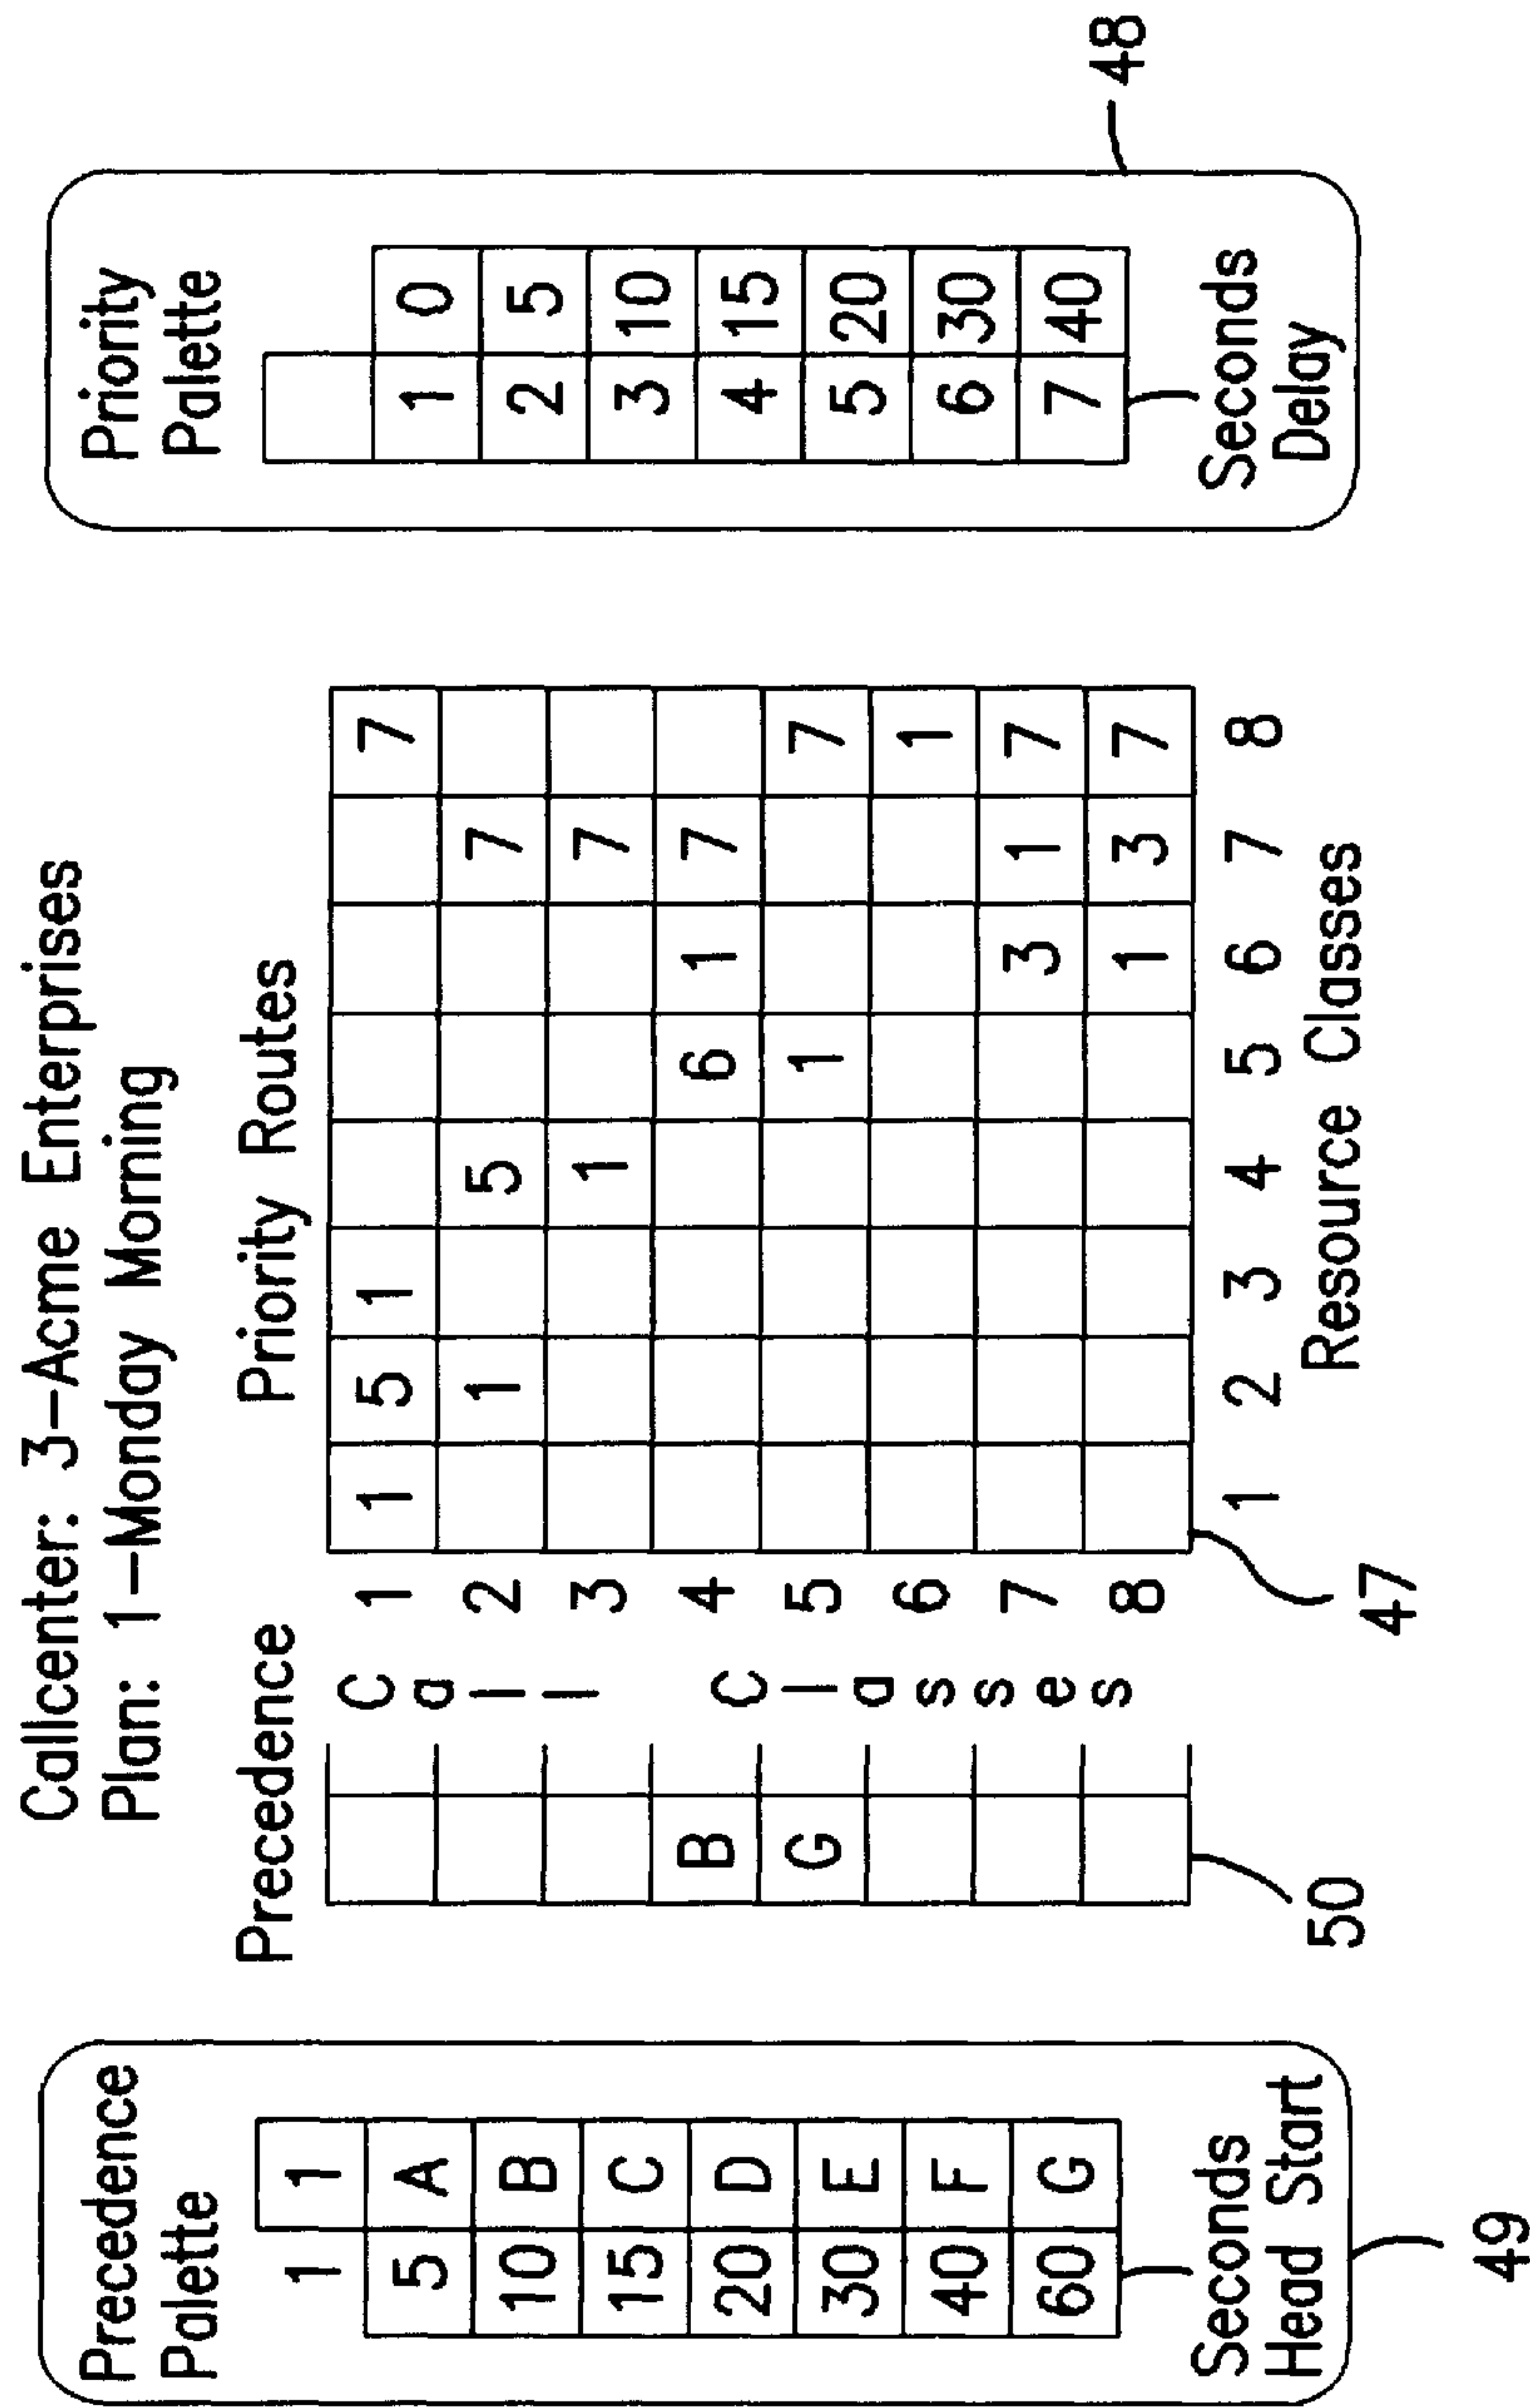 Callcenter: 3-Acme Enterprises
Plan: 1-Monday Morning
Precedence
Palette
1 1
5 A
10 B
15 C
20 D
30 E
40 F
60 G
Seconds
Head Start
49
Precedence
B
G
50
Call Classes
Priority Routes
1 1 5 1 7
2 1 5 7
3 1 7
4 6 1 7
5 1 7
6 1
7 3 1 7
8 1 3 7
1 2 3 4 5 6 7 8
Resource Classes
47
Priority
Palette
1 0
2 5
3 10
4 15
5 20
6 30
7 40
Seconds
Delay
48